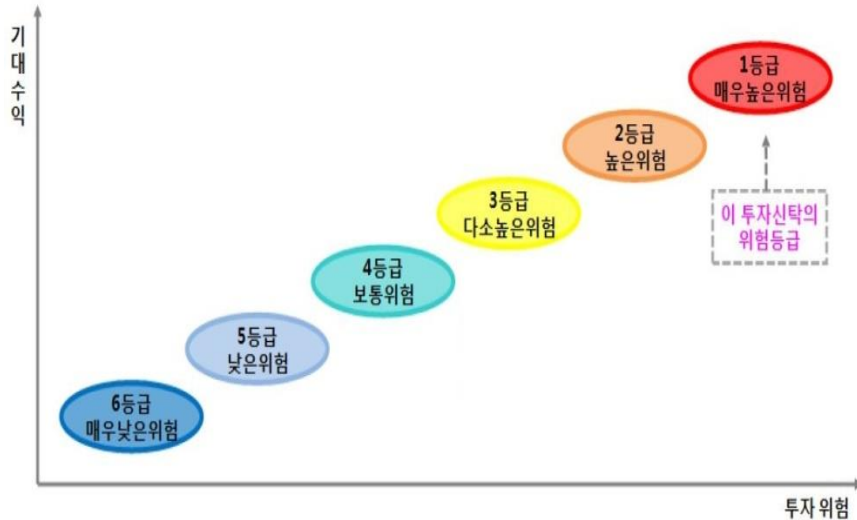 기
대
수
익
1등급
매우높은위험
2등급
높은위험
3등급
다소높은위험
이 투자신탁의
위험등급
4등급
보통위험
5등급
낮은위험
6등급
매우낮은위험
투자 위험